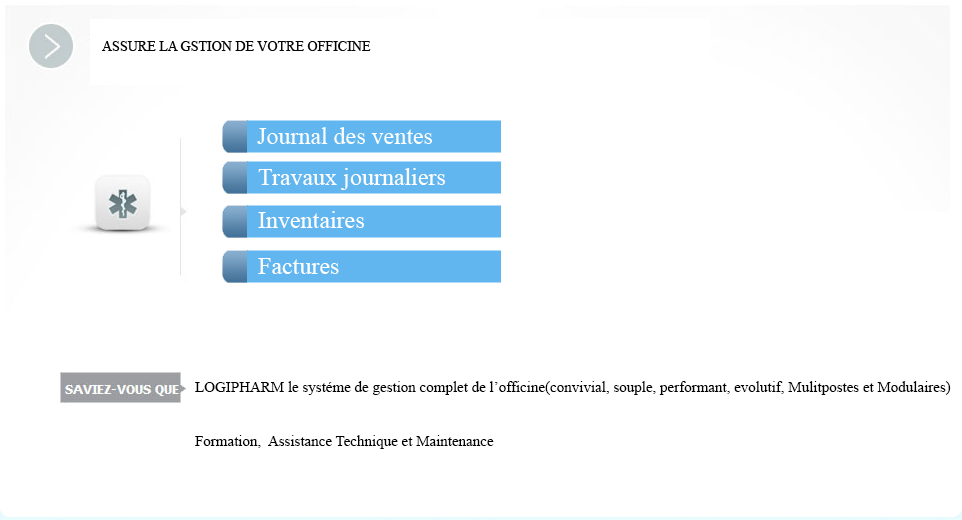 ASSURE LA GSTION DE VOTRE OFFICINE
Journal des ventes
Travaux journaliers
Inventaires
Factures
SAVIEZ-VOUS QUE
LOGIPHARM le systéme de gestion complet de l’officine(convivial, souple, performant, evolutif, Mulitpostes et Modulaires)
Formation,  Assistance Technique et Maintenance